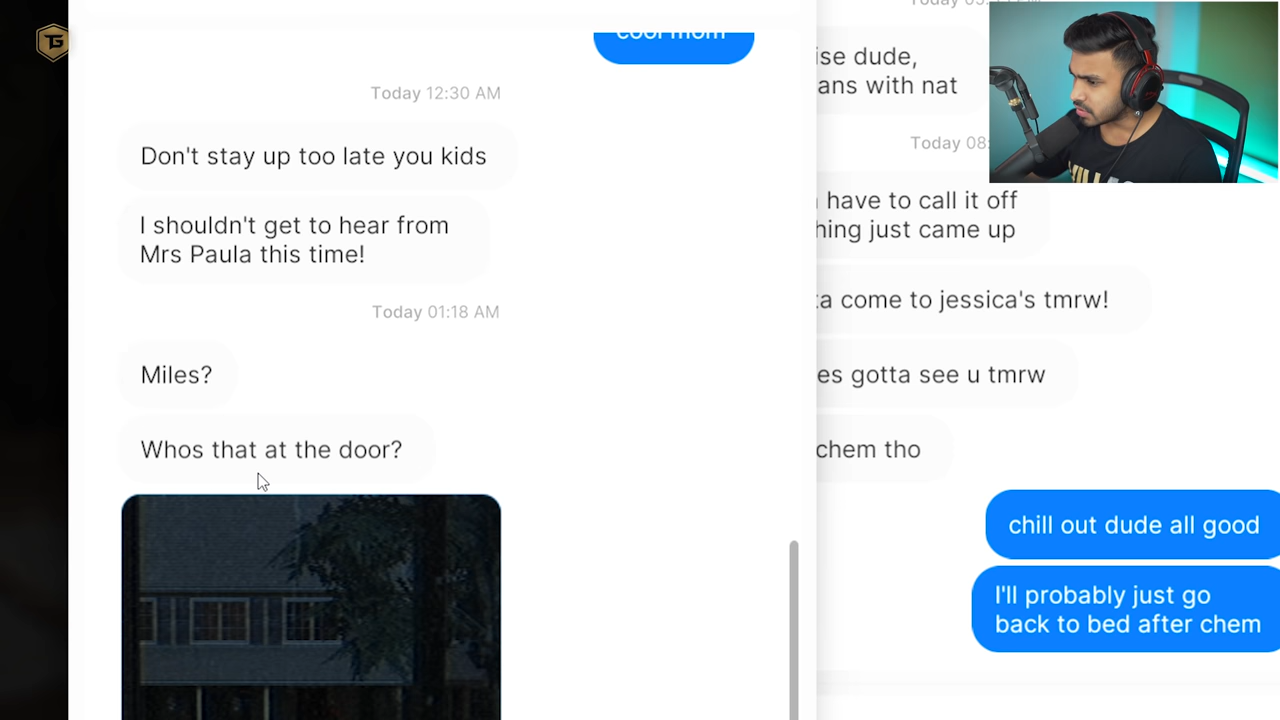 TG
cool mom
Today 12:30 AM
Don't stay up too late you kids
I shouldn't get to hear from
Mrs Paula this time!
Today 01:18 AM
Miles?
Whos that at the door?
ise dude,
ans with nat
Today 08:
have to call it off
hing just came up
ta come to jessica's tmrw!
es gotta see u tmrw
chem tho
chill out dude all good
I'll probably just go
back to bed after chem